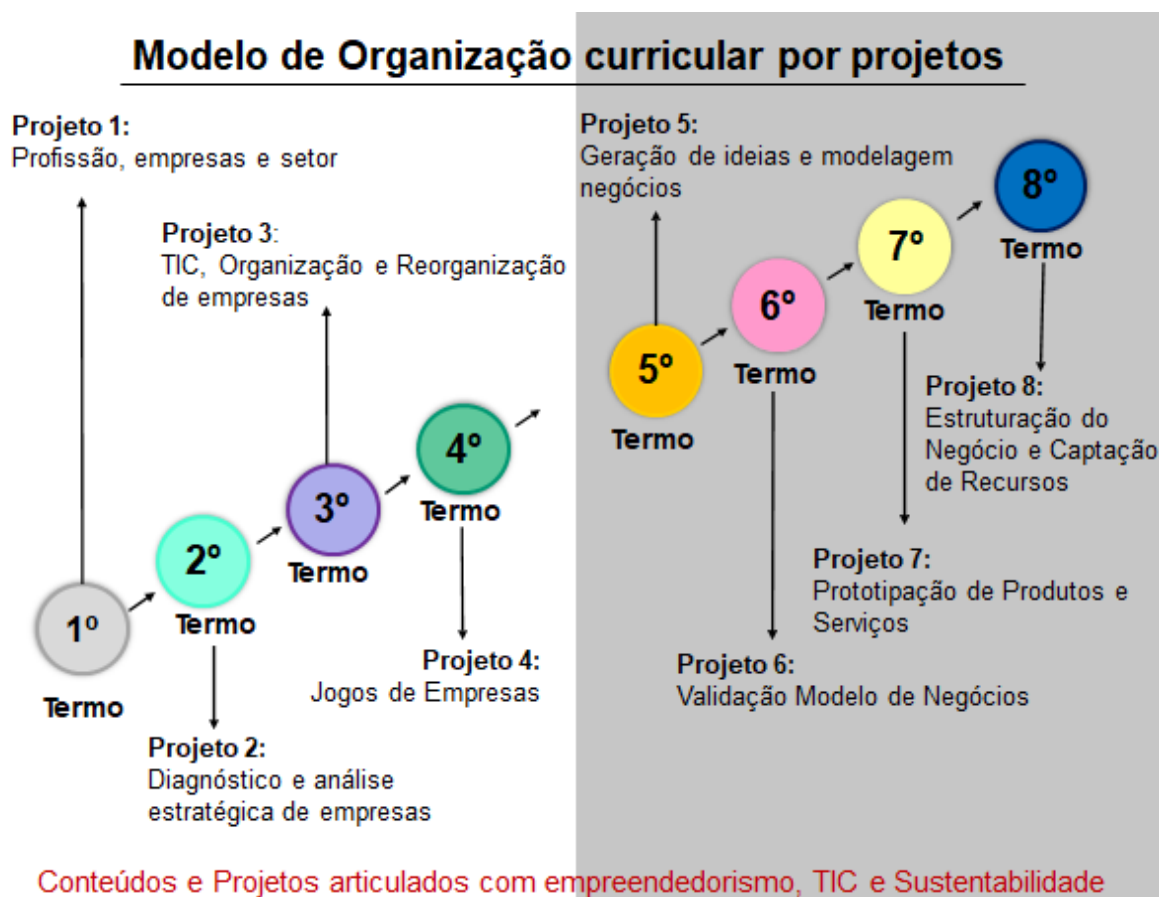 Modelo de Organização curricular por projetos
Projeto 1:
Profissão, empresas e setor
Projeto 3:
TIC, Organização e Reorganização
de empresas
1º
Termo
2º
Termo
3º
Termo
4º
Termo
Projeto 4:
Jogos de Empresas
Projeto 2:
Diagnóstico e análise
estratégica de empresas
Projeto 5:
Geração de ideias e modelagem
negócios
5º
Termo
6º
Termo
7º
Termo
8º
Termo
Projeto 8:
Estruturação do
Negócio e Captação
de Recursos
Projeto 7:
Prototipação de Produtos e
Serviços
Projeto 6:
Validação Modelo de Negócios
Conteúdos e Projetos articulados com empreendedorismo, TIC e Sustentabilidade